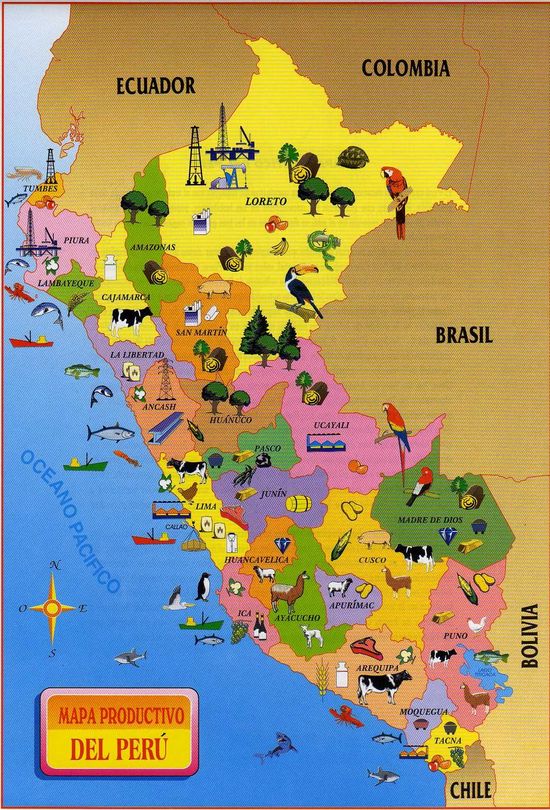 COLOMBIA
ECUADOR
TUMBES
LORETO
PIURA
AMAZONAS
LAMBAYEQUE
CAJAMARCA
SAN MARTÍN
BRASIL
LA LIBERTAD
ANCASH
HUÁNUCO
UCAYALI
PASCO
OCEANO PACIFICO
JUNÍN
LIMA
MADRE DE DIOS
CALLAO
HUANCAVELICA
CUSCO
N
O
E
S
ICA
AYACUCHO
APURÍMAC
BOLIVIA
PUNO
AREQUIPA
LAGO
TITICACA
MOQUEGUA
TACNA
MAPA PRODUCTIVO
DEL PERÚ
CHILE